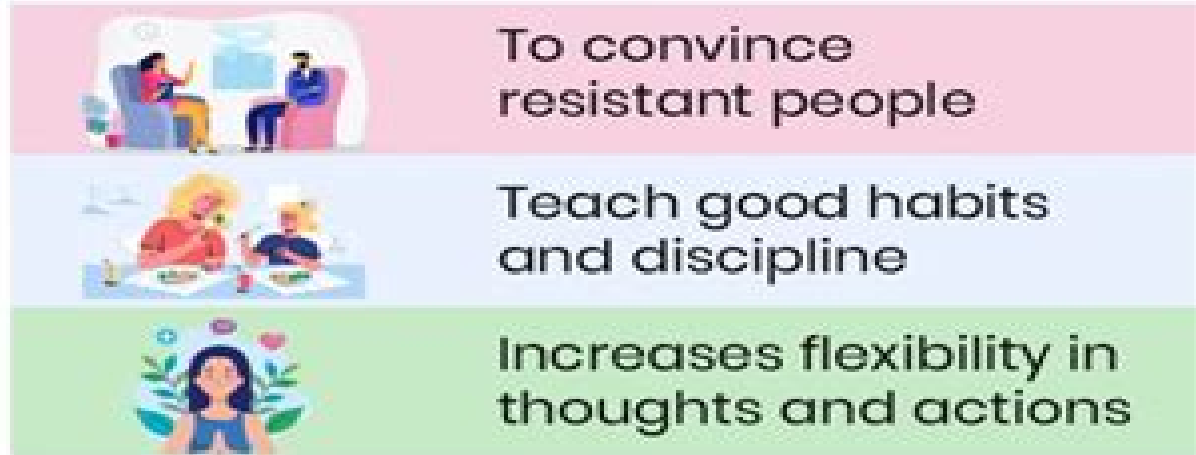 To convince
resistant people
Teach good habits
and discipline
Increases flexibility in
thoughts and actions